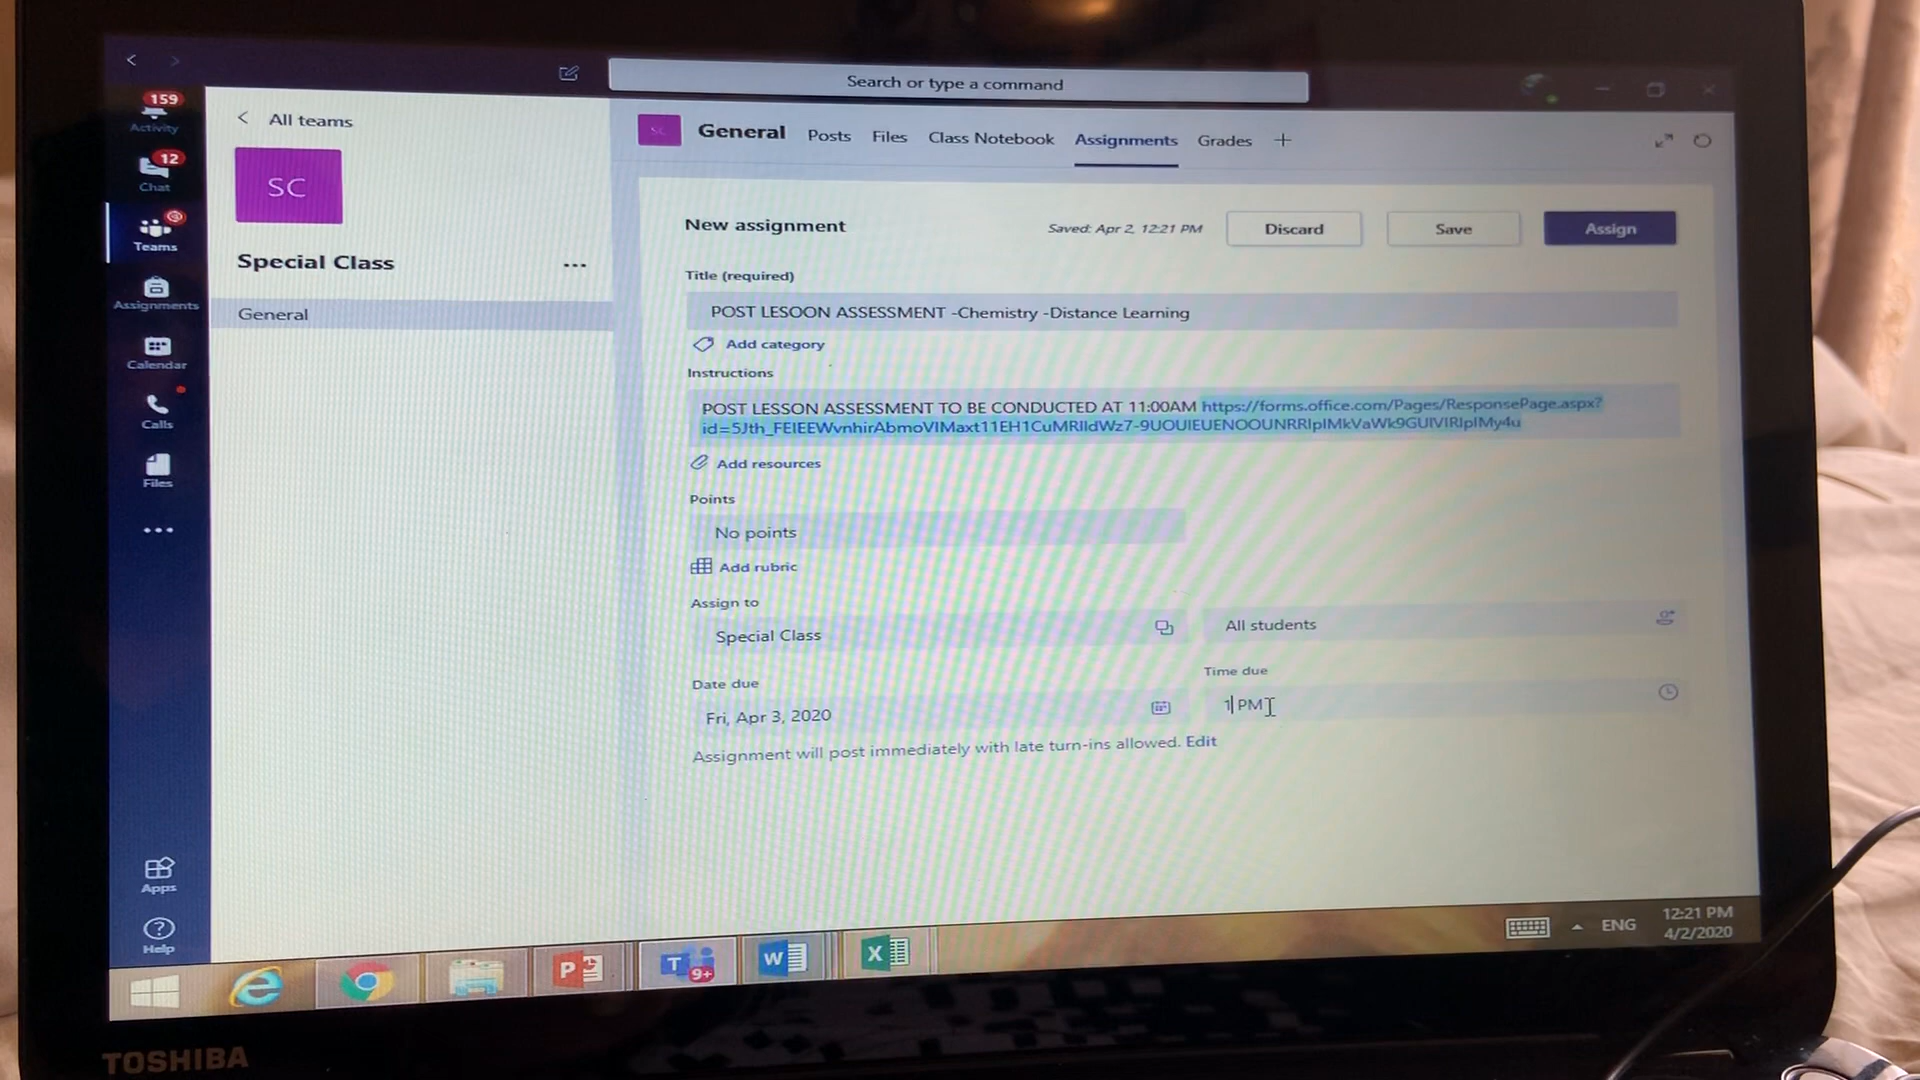 Search or type a command
159
Activity
12
Chat
Teams
Assignments
Calendar
Calls
Files
Apps
Help
All teams
SC
Special Class
General
SC
General Posts Files Class Notebook Assignments Grades
New assignment
Saved: Apr 2, 12:21 PM
Discard
Save
Assign
Title (required)
POST LESOON ASSESSMENT -Chemistry -Distance Learning
Add category
Instructions
POST LESSON ASSESSMENT TO BE CONDUCTED AT 11:00AM https://forms.office.com/Pages/ResponsePage.aspx?
Add resources
Points
No points
Add rubric
Assign to
Special Class
All students
Date due
Time due
Fri, Apr 3, 2020
1 PM
Assignment will post immediately with late turn-ins allowed. Edit
P
T
9+
W
X
ENG
12:21 PM
4/2/2020
TOSHIBA